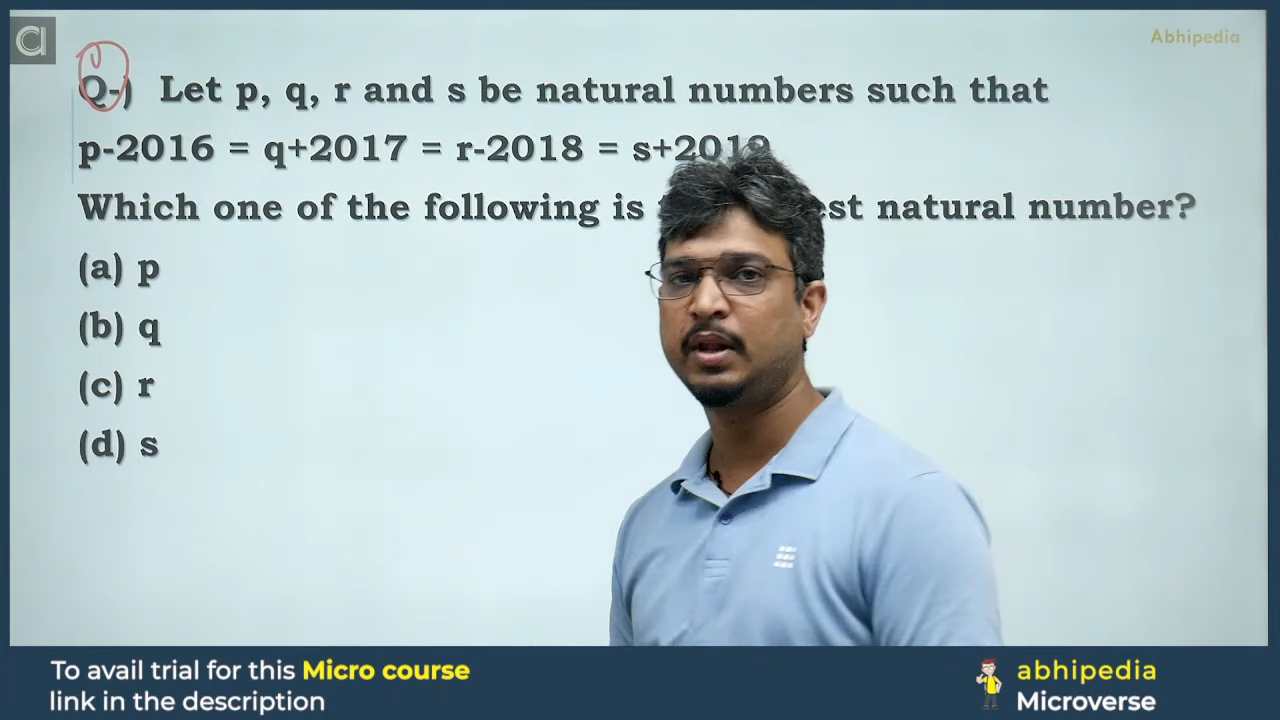 Abhipedia
Q-) Let p, q, r and s be natural numbers such that
p-2016 = q+2017 = r-2018 = s+2019
Which one of the following is est natural number?
(a) p
(b) q
(c) r
(d) s
To avail trial for this Micro course
link in the description
abhipedia
Microverse